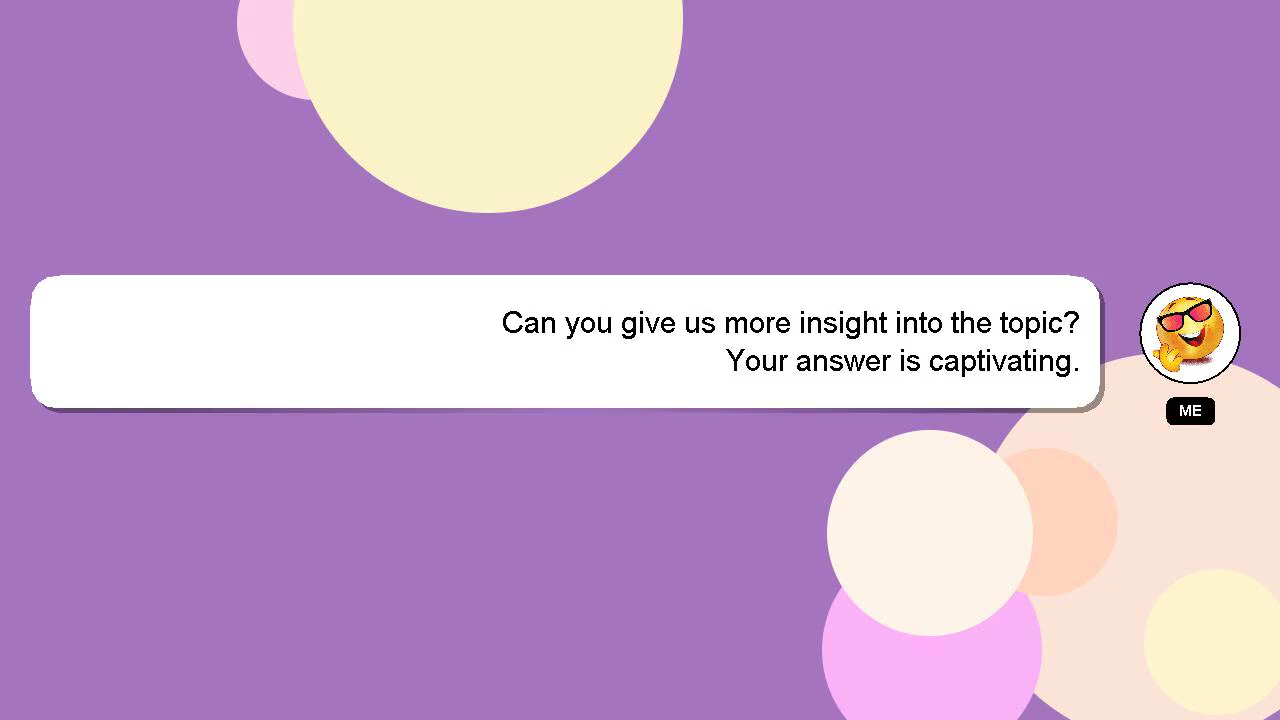 Can you give us more insight into the topic?
Your answer is captivating.
ME